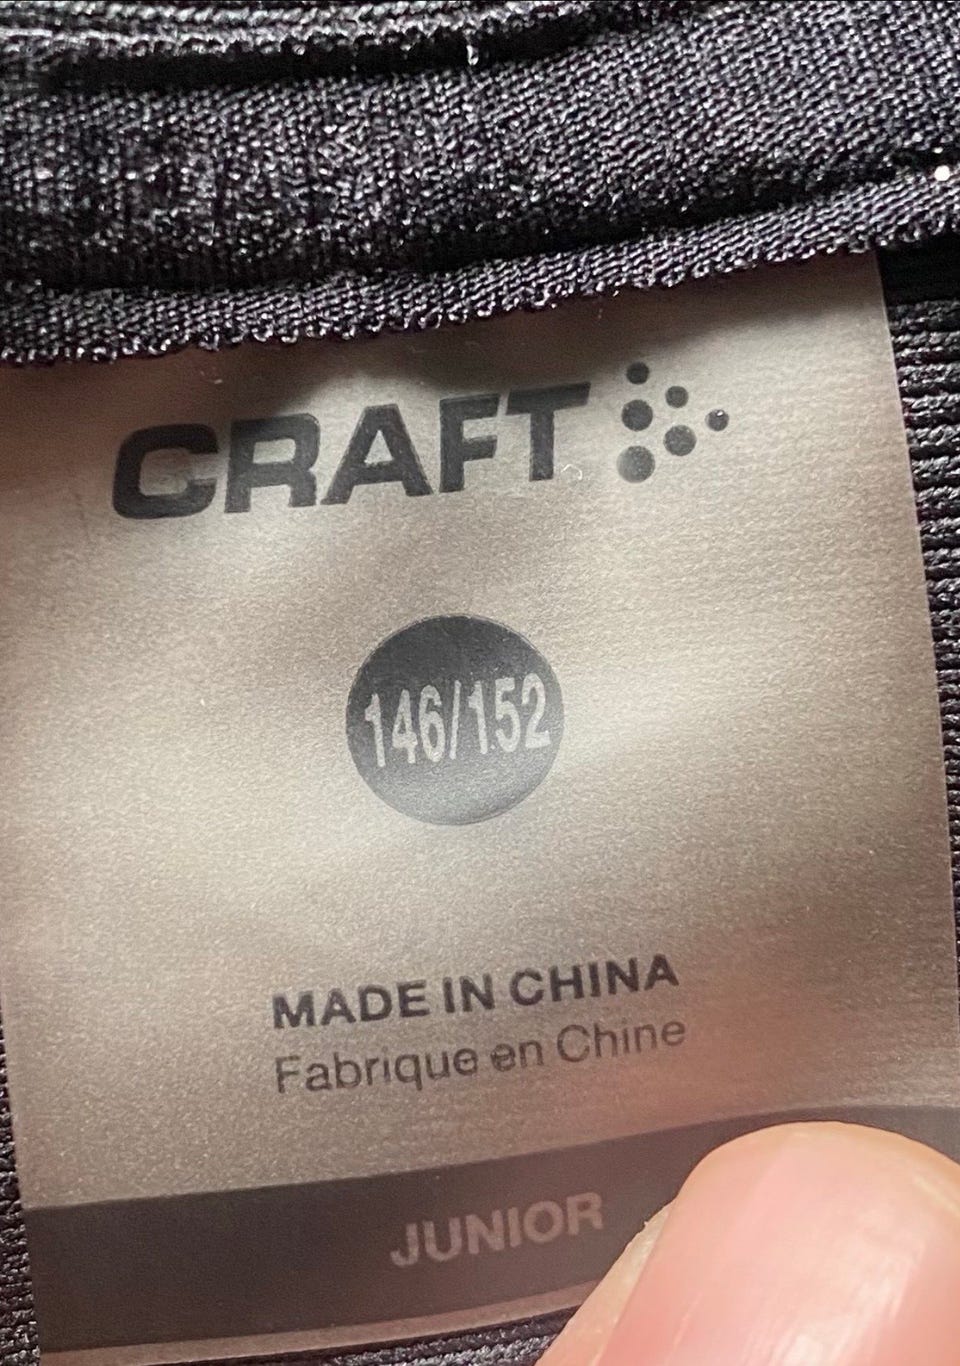 CRAFT
146/152
MADE IN CHINA
Fabrique en Chine
JUNIOR